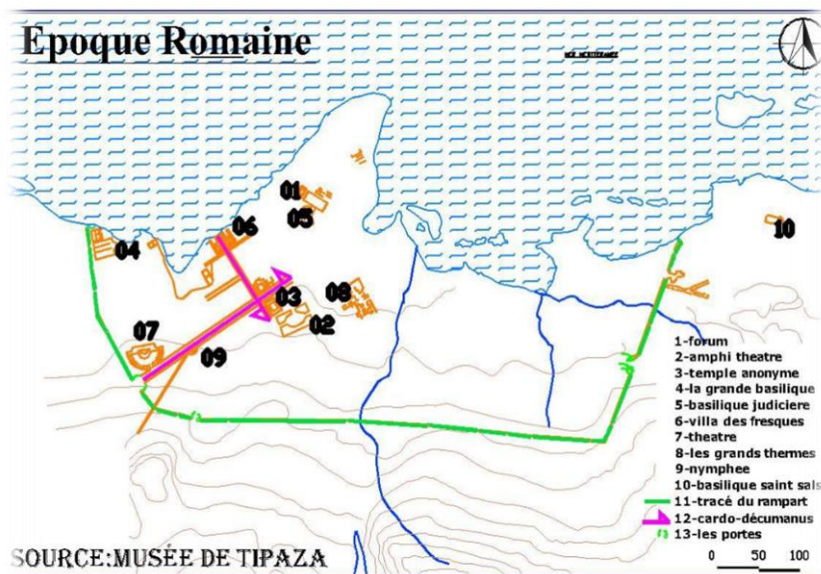 Epoque Romaine
MER MEDITERANEE
01
05
06
04
10
03
08
02
07
09
1-forum
2-amphi theatre
3-temple anonyme
4-la grande basilique
5-basilique judiciere
6-villa des fresques
7-theatre
8-les grands thermes
9-nymphee
10-basilique saint sals
11-tracé du rampart
12-cardo-décumanus
13-les portes
0 50 100
SOURCE:MUSÉE DE TIPAZA